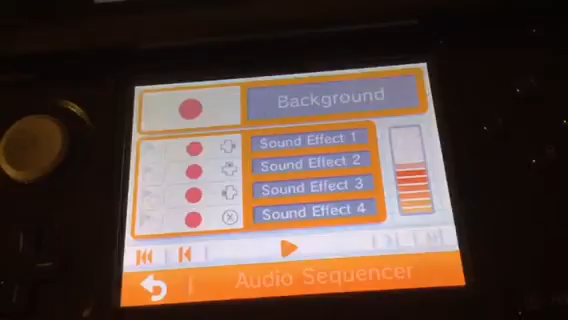 Background
Sound Effect 1
Sound Effect 2
Sound Effect 3
Sound Effect 4
Audio Sequencer